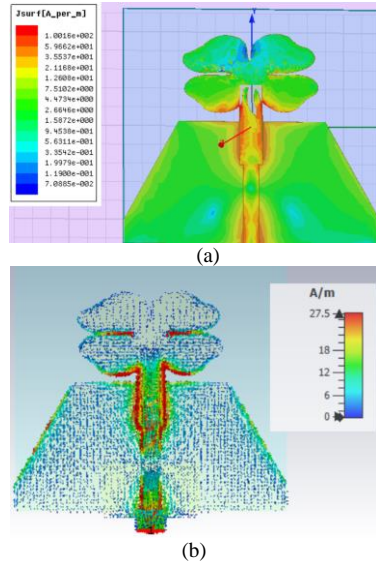 Jsurf[A_per_m]
1.0018e+002
5.9662e+001
3.5537e+001
2.1168e+001
1.2608e+001
7.5102e+000
4.4734e+000
2.6646e+000
1.5872e+000
9.4538e-001
5.6311e-001
3.3542e-001
1.9979e-001
1.1900e-001
7.0885e-002
(a)
A/m
27.5
18
12
6
0
(b)